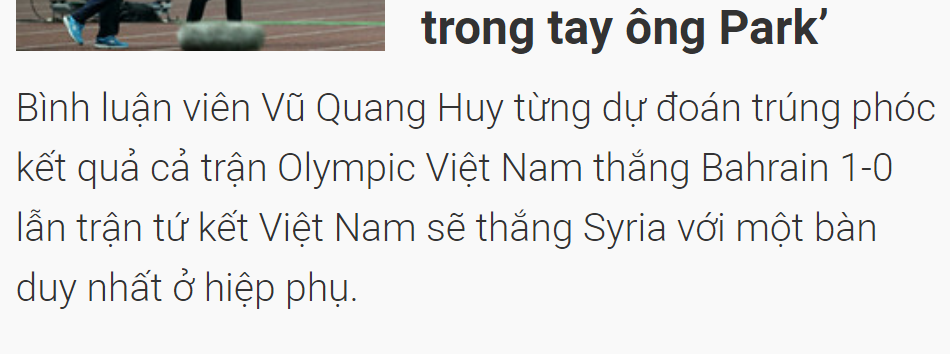 trong tay ông Park’
Bình luận viên Vũ Quang Huy từng dự đoán trúng phóc
kết quả cả trận Olympic Việt Nam thắng Bahrain 1-0
lẫn trận tứ kết Việt Nam sẽ thắng Syria với một bàn
duy nhất ở hiệp phụ.